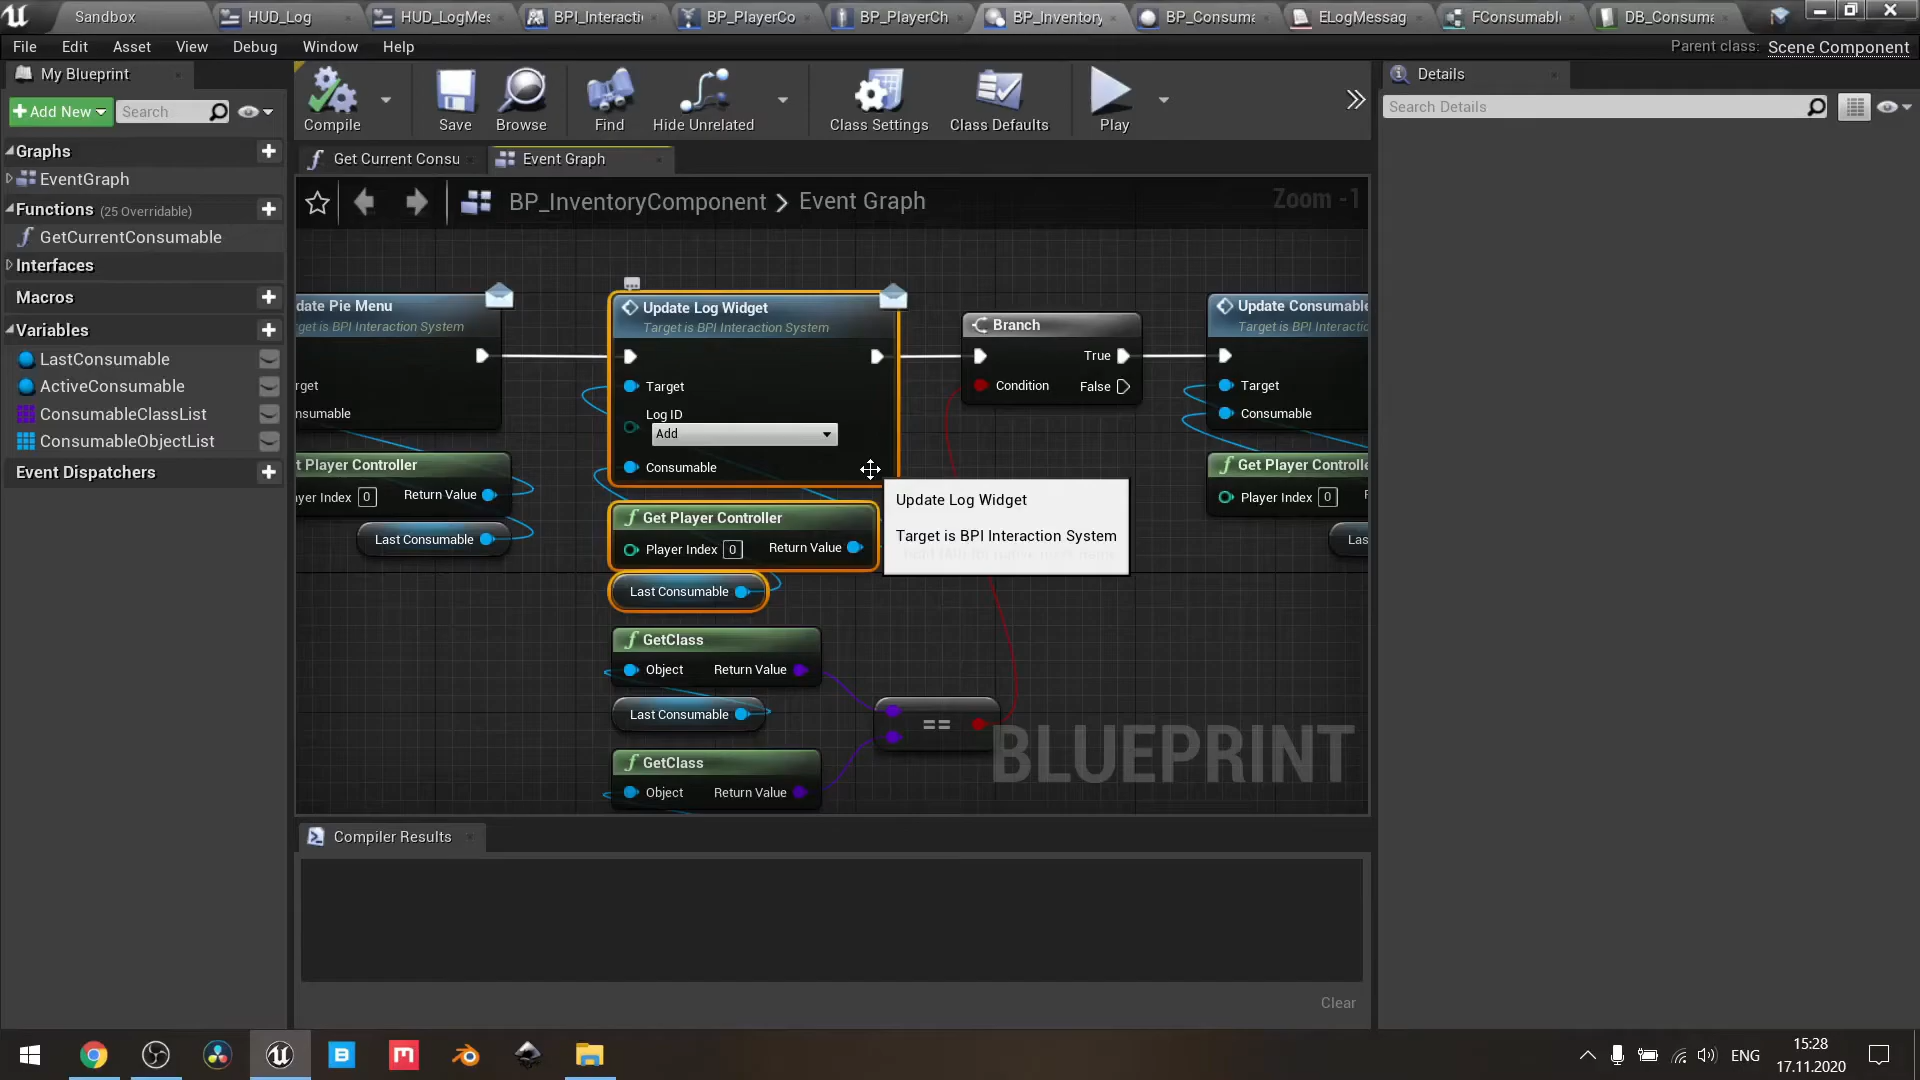 Sandbox
HUD_Log
HUD_LogMes
BPI_Interacti
BP_PlayerCo
BP_PlayerCh
BP_Inventory
BP_Consuma
ELogMessag
FConsumabl
DB_Consuma
File Edit Asset View Debug Window Help
Parent class: Scene Component
My Blueprint
Add New
Search
Graphs
EventGraph
Functions (25 Overridable)
GetCurrentConsumable
Interfaces
Macros
Variables
LastConsumable
ActiveConsumable
ConsumableClassList
ConsumableObjectList
Event Dispatchers
Compile
Save
Browse
Find
Hide Unrelated
Class Settings
Class Defaults
Play
Get Current Consu
Event Graph
BP_InventoryComponent > Event Graph
Zoom -1
date Pie Menu
rget is BPI Interaction System
rget
nsumable
t Player Controller
yer Index 0 Return Value
Last Consumable
Update Log Widget
Target is BPI Interaction System
Target
Log ID
Add
Consumable
Get Player Controller
Player Index 0 Return Value
Last Consumable
GetClass
Object Return Value
Last Consumable
GetClass
Object Return Value
==
Branch
True
Condition False
Update Log Widget
Target is BPI Interaction System
Update Consumable
Target is BPI Interactio
Target
Consumable
Get Player Controlle
Player Index 0
Las
BLUEPRINT
Compiler Results
Clear
Details
Search Details
ENG
15:28
17.11.2020